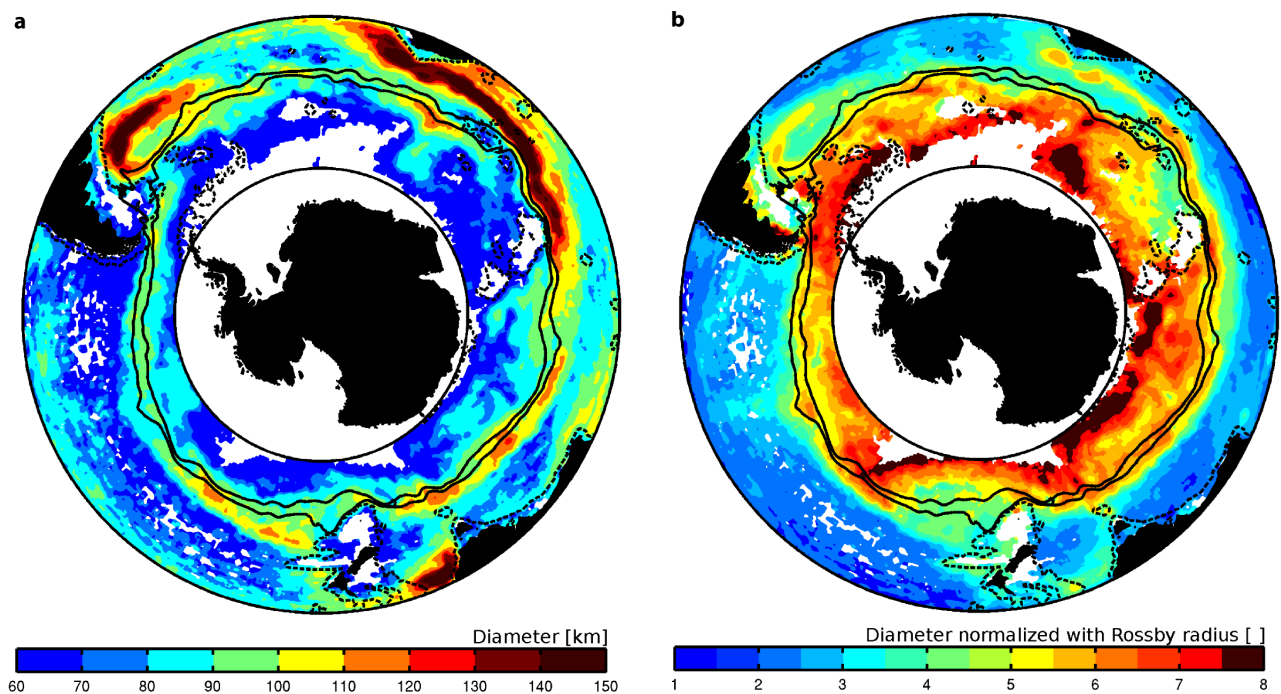 a
b
Diameter [km]
60 70 80 90 100 110 120 130 140 150
Diameter normalized with Rossby radius [ ]
1 2 3 4 5 6 7 8